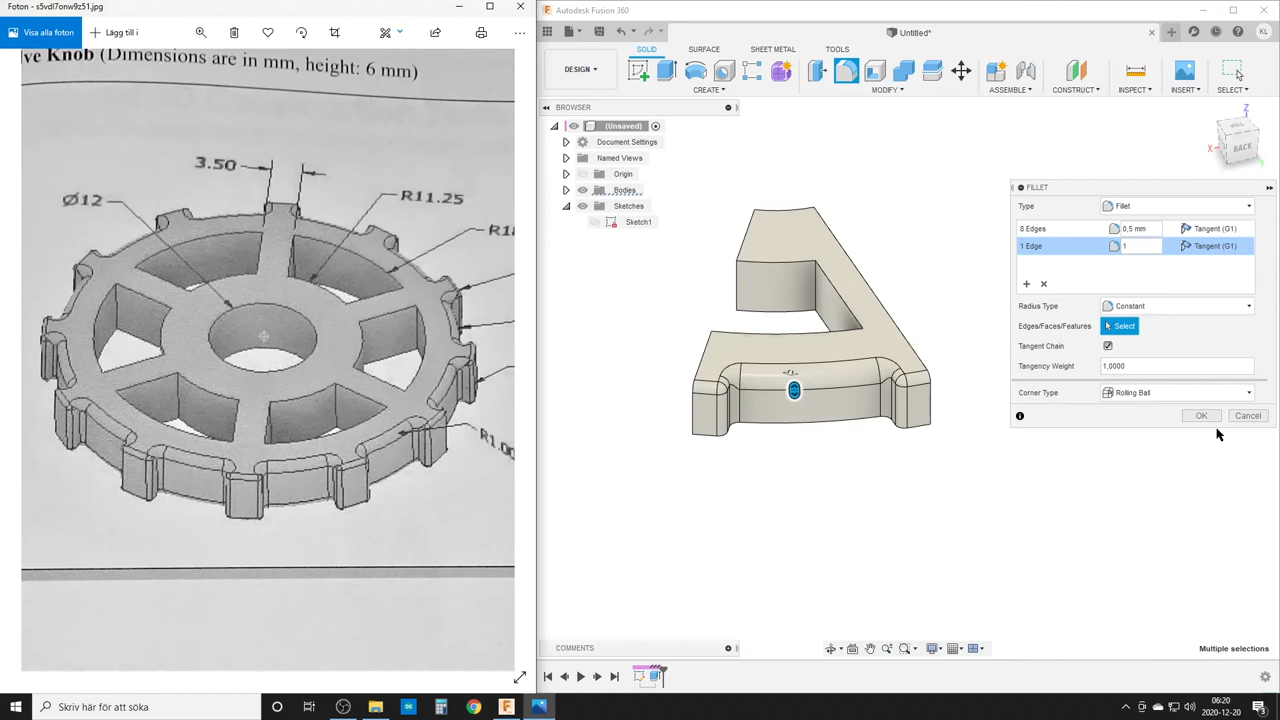 Foton - s5vdl7onw9z51.jpg
Visa alla foton
Lägg till i
lve Knob (Dimensions are in mm, height: 6 mm)
3.50
Ø12
R11.25
R18
R1.00
Autodesk Fusion 360
Untitled*
KL
SOLID SURFACE SHEET METAL TOOLS
DESIGN
CREATE MODIFY ASSEMBLE CONSTRUCT INSPECT INSERT SELECT
BROWSER
(Unsaved)
Document Settings
Named Views
Origin
Bodies
Sketches
Sketch1
Z
X
BACK
FILLET
Type Fillet
8 Edges 0,5 mm Tangent (G1)
1 Edge 1 Tangent (G1)
Radius Type Constant
Edges/Faces/Features Select
Tangent Chain
Tangency Weight 1,0000
Corner Type Rolling Ball
OK Cancel
COMMENTS
Multiple selections
Skriv här för att söka
06:20
2020-12-20